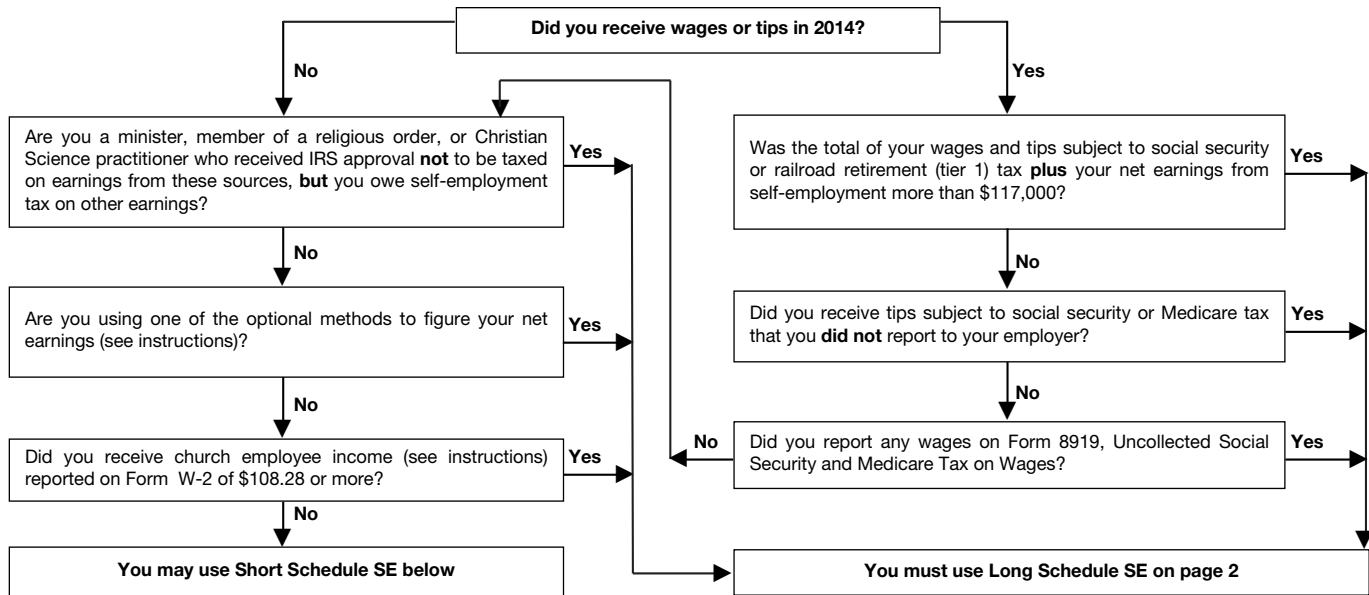 Did you receive wages or tips in 2014?
No
Yes
Are you a minister, member of a religious order, or Christian
Science practitioner who received IRS approval not to be taxed
on earnings from these sources, but you owe self-employment
tax on other earnings?
Yes
Was the total of your wages and tips subject to social security
or railroad retirement (tier 1) tax plus your net earnings from
self-employment more than $117,000?
Yes
No
No
Are you using one of the optional methods to figure your net
earnings (see instructions)?
Yes
Did you receive tips subject to social security or Medicare tax
that you did not report to your employer?
Yes
No
No
Did you receive church employee income (see instructions)
reported on Form W-2 of $108.28 or more?
Yes
No
Did you report any wages on Form 8919, Uncollected Social
Security and Medicare Tax on Wages?
Yes
No
You may use Short Schedule SE below
You must use Long Schedule SE on page 2